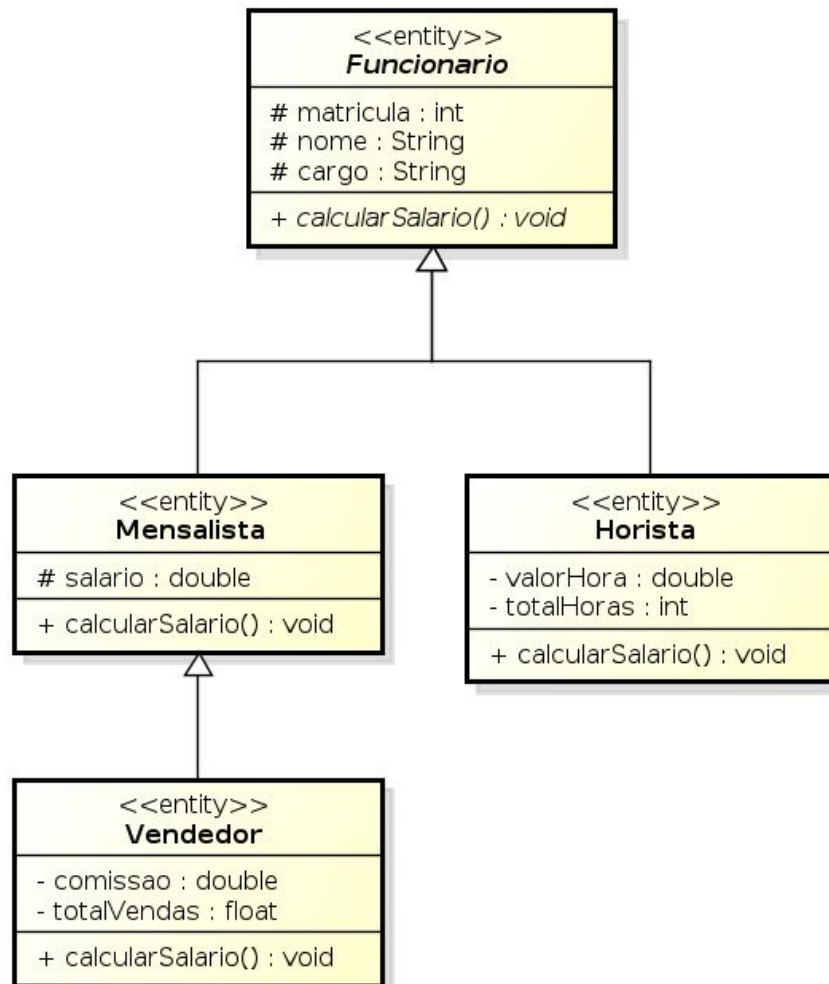 <<entity>>
Funcionario
# matricula : int
# nome : String
# cargo : String
+ calcularSalario() : void
<<entity>>
Mensalista
# salario : double
+ calcularSalario() : void
<<entity>>
Horista
- valorHora : double
- totalHoras : int
+ calcularSalario() : void
<<entity>>
Vendedor
- comissao : double
- totalVendas : float
+ calcularSalario() : void